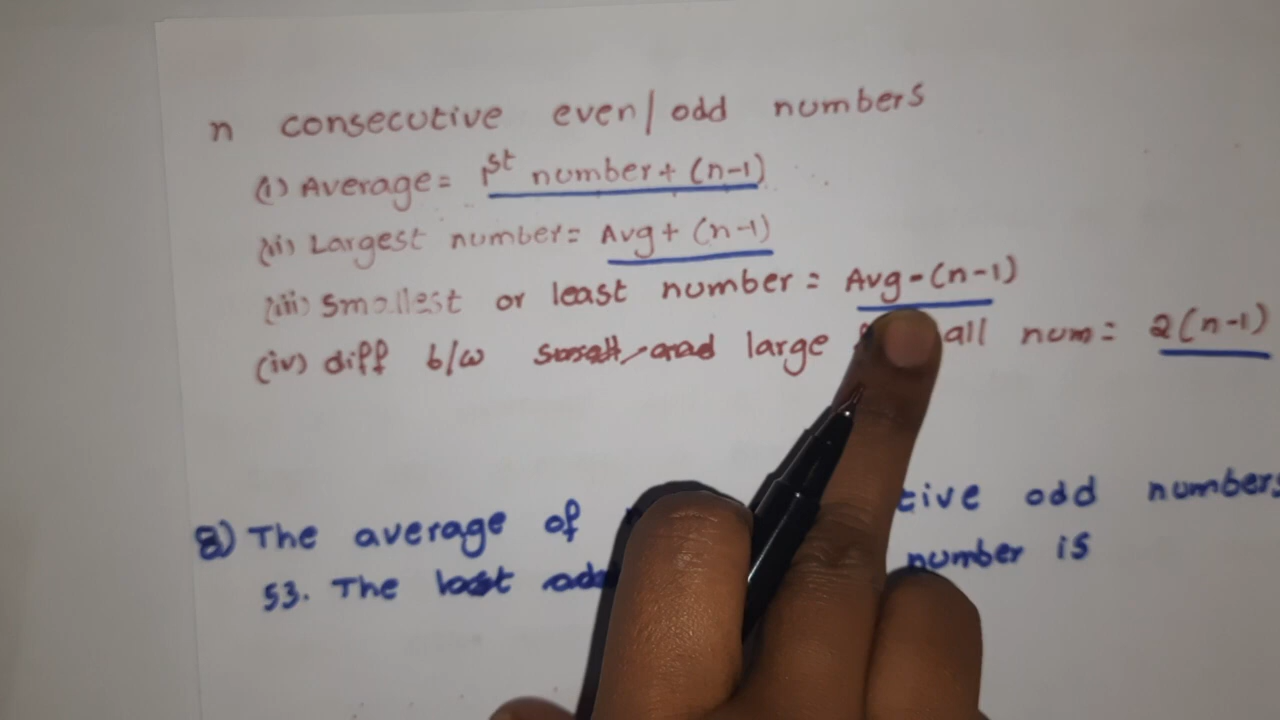 n consecutive even/odd numbers
(i) Average = 1st number + (n-1)
(ii) Largest number = Avg + (n-1)
(iii) Smallest or least number = Avg - (n-1)
(iv) diff b/w large all num = 2(n-1)
8) The average of tive odd numbers
53. The number is